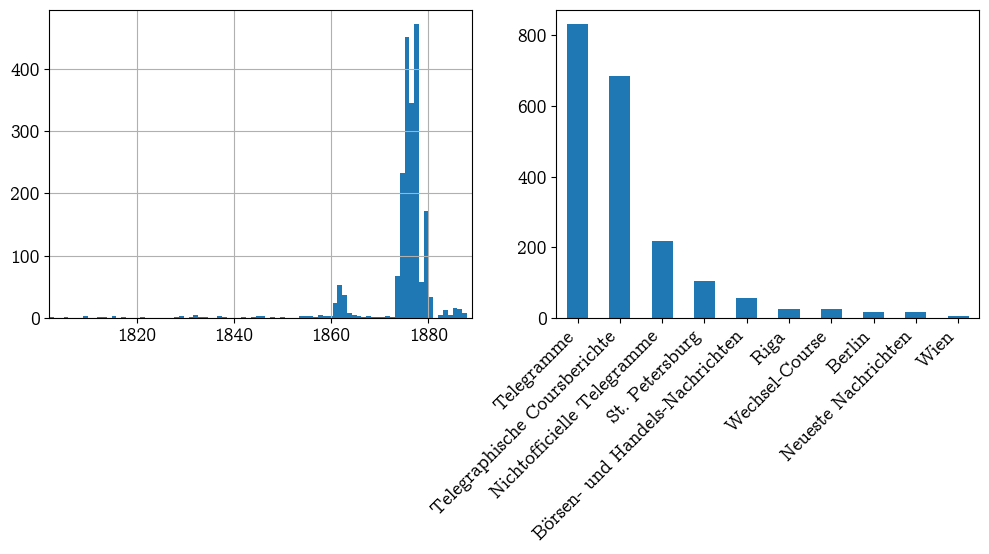 400
300
200
100
0
1820
1840
1860
1880
800
600
400
200
0
Telegramme
Telegraphische Coursberichte
Nichtofficielle Telegramme
St. Petersburg
Börsen- und Handels-Nachrichten
Riga
Wechsel-Course
Berlin
Neueste Nachrichten
Wien